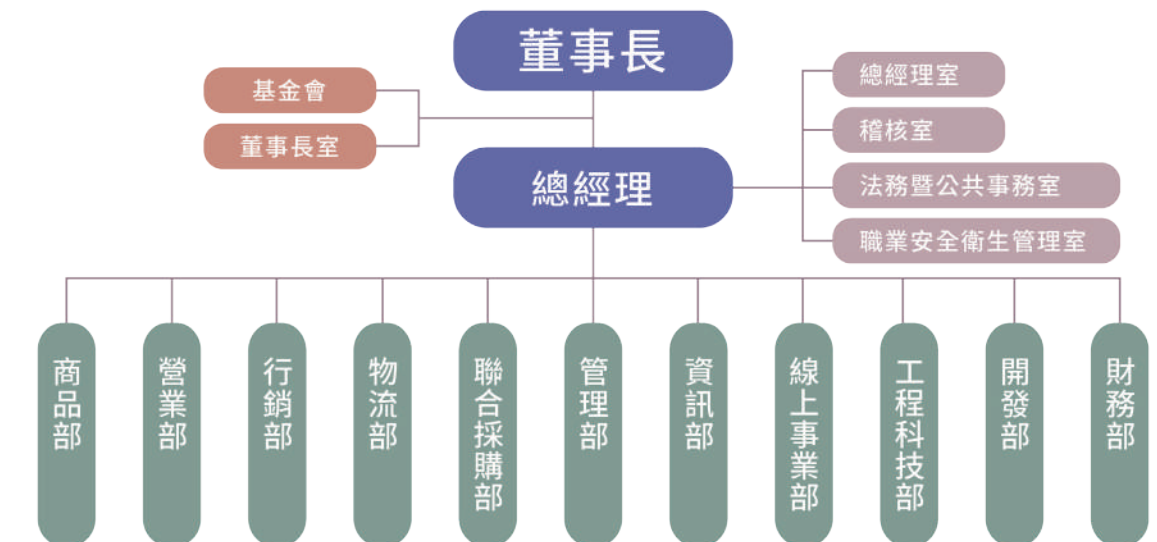 董事長
基金會
董事長室
總經理
總經理室
稽核室
法務暨公共事務室
職業安全衛生管理室
商品部
營業部
行銷部
物流部
聯合採購部
管理部
資訊部
線上事業部
工程科技部
開發部
財務部